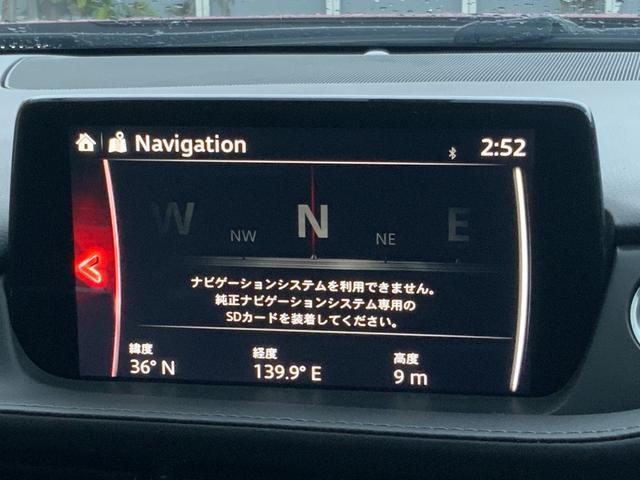 Navigation
2:52
W
NW
N
NE
E
ナビゲーションシステムを利用できません。
純正ナビゲーションシステム専用の
SDカードを装着してください。
緯度
経度
高度
36° N
139.9° E
9 m